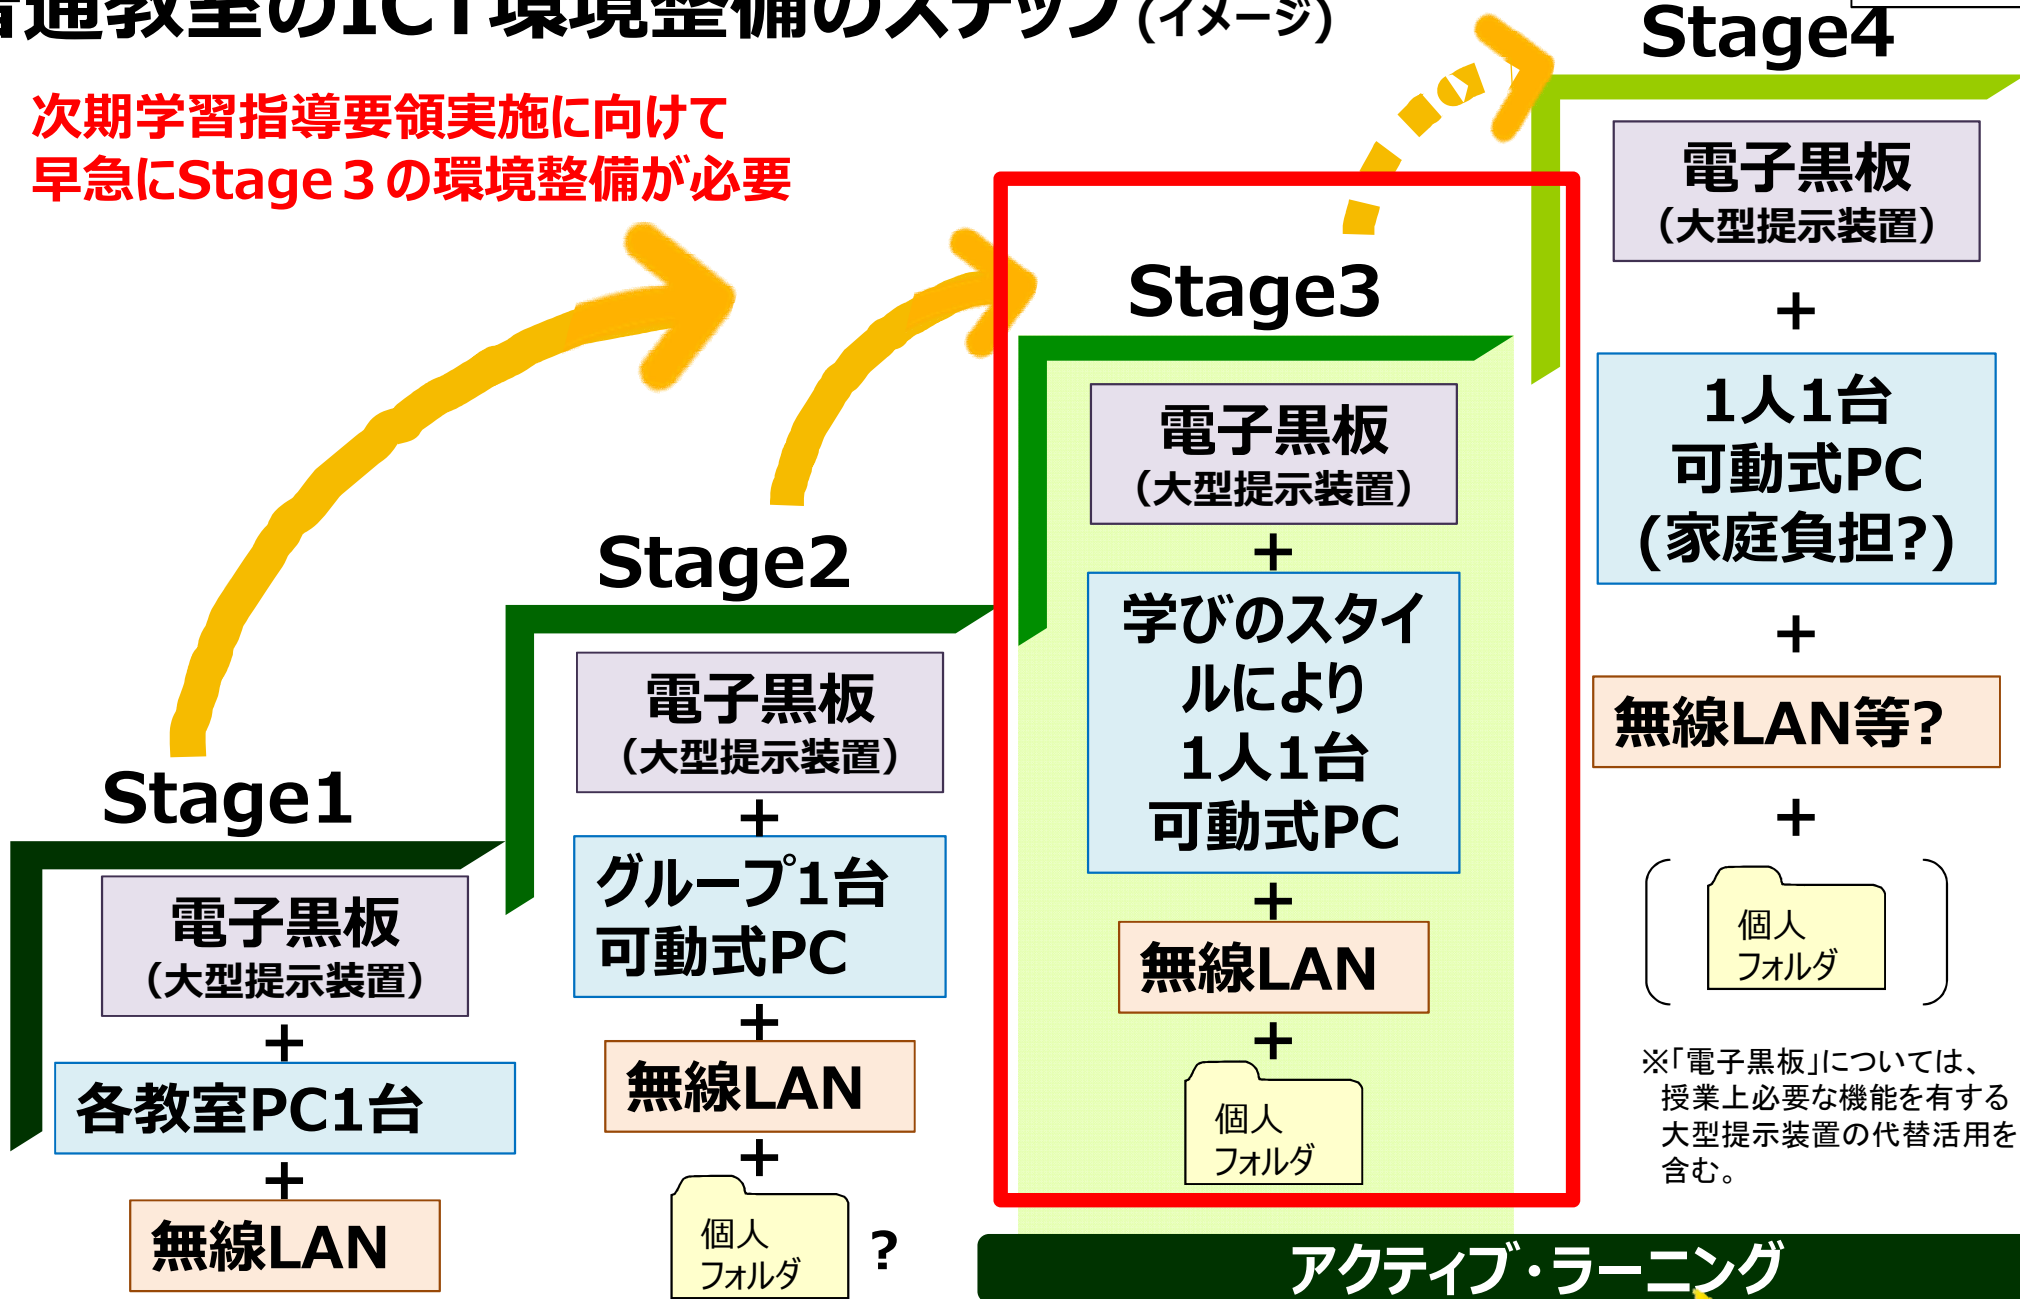 普通教室のICT環境整備のステップ(イメージ)
次期学習指導要領実施に向けて
早急にStage3の環境整備が必要
Stage1
電子黒板
(大型提示装置)
+
各教室PC1台
+
無線LAN
Stage2
電子黒板
(大型提示装置)
+
グループ1台
可動式PC
+
無線LAN
+
個人
フォルダ
?
Stage3
電子黒板
(大型提示装置)
+
学びのスタイ
ルにより
1人1台
可動式PC
+
無線LAN
+
個人
フォルダ
Stage4
電子黒板
(大型提示装置)
+
1人1台
可動式PC
(家庭負担?)
+
無線LAN等?
+
個人
フォルダ
※「電子黒板」については、
授業上必要な機能を有する
大型提示装置の代替活用を
含む。
アクティブ・ラーニング